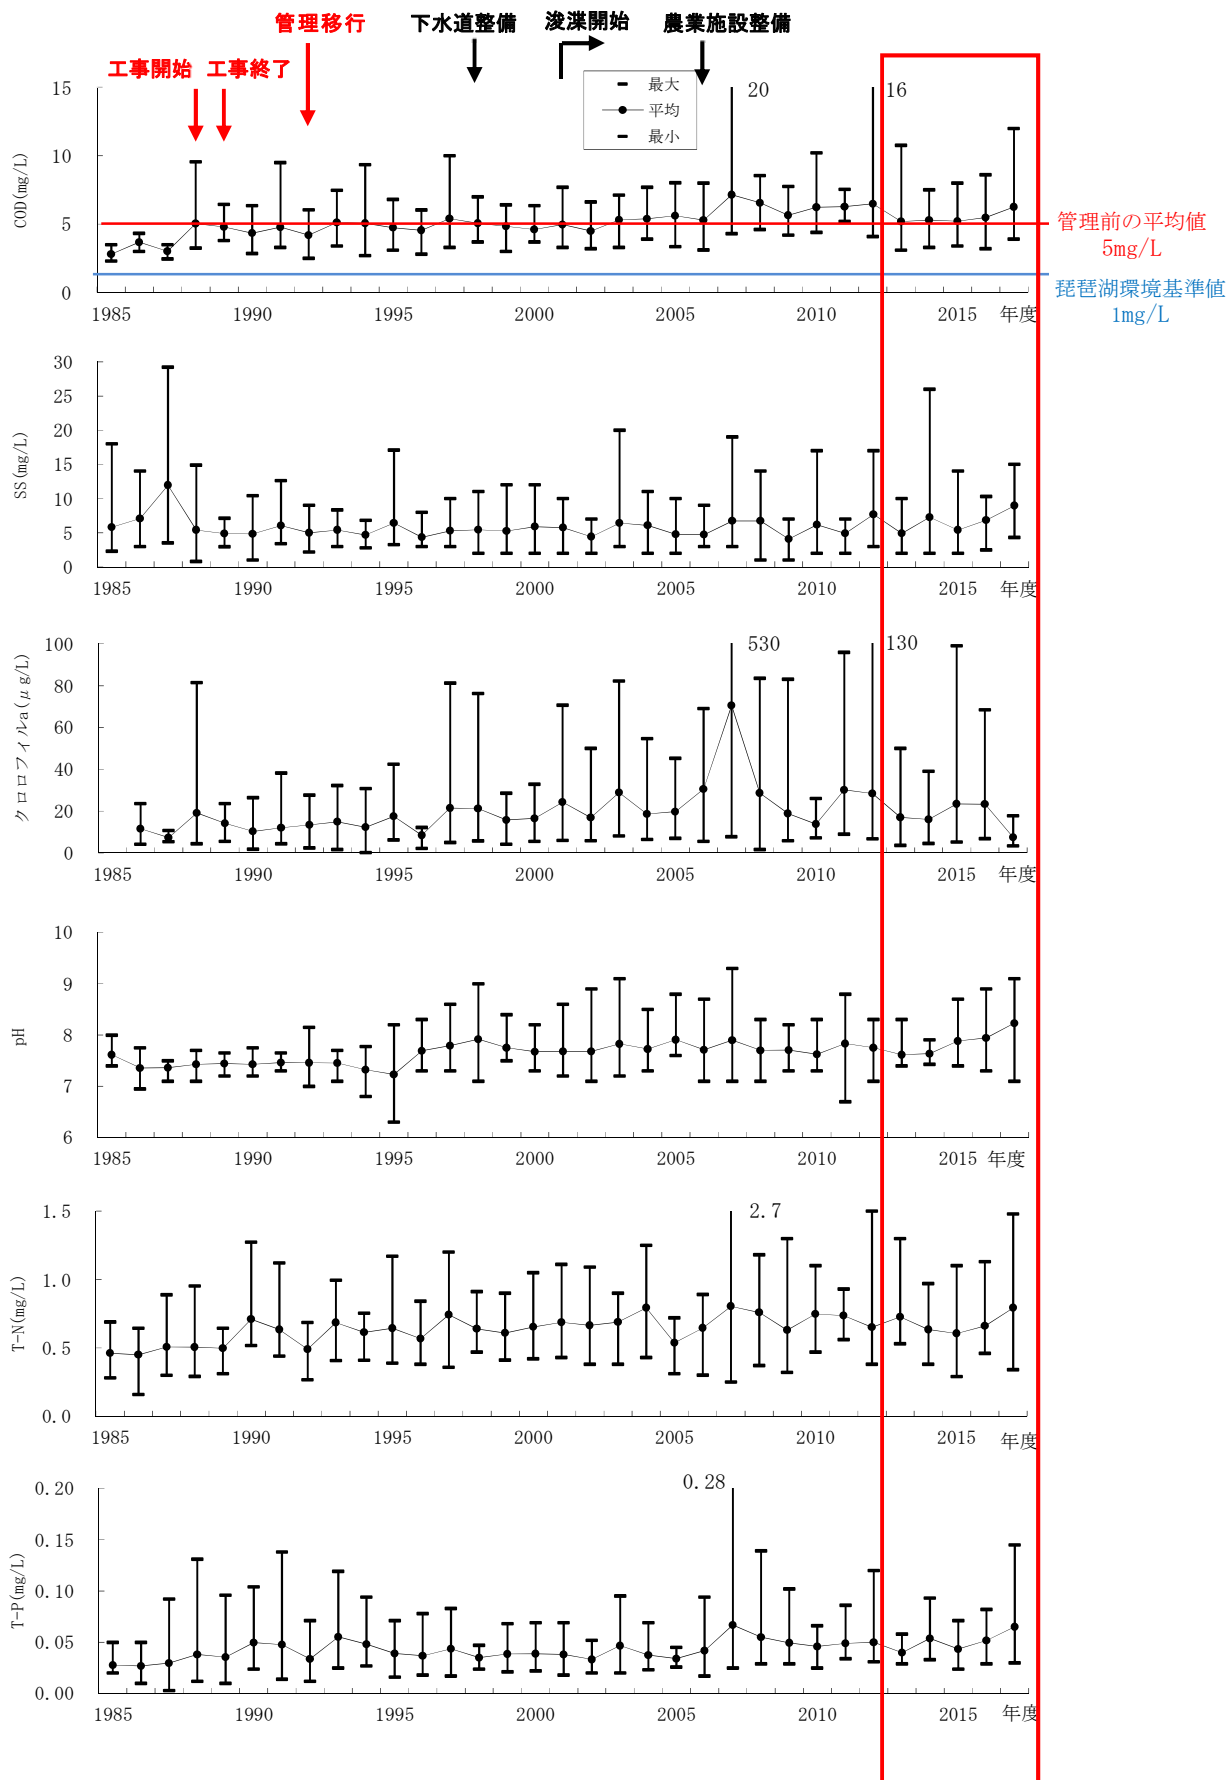 管理移行
下水道整備
浚渫開始
農業施設整備
工事開始
工事終了
最大
平均
最小
20
16
COD(mg/L)
15
10
5
0
管理前の平均値
5mg/L
琵琶湖環境基準値
1mg/L
1985 1990 1995 2000 2005 2010 2015 年度
SS(mg/L)
30
25
20
15
10
5
0
1985 1990 1995 2000 2005 2010 2015 年度
クロロフィルa(μg/L)
530
130
100
80
60
40
20
0
1985 1990 1995 2000 2005 2010 2015 年度
pH
10
9
8
7
6
1985 1990 1995 2000 2005 2010 2015 年度
T-N(mg/L)
2.7
1.5
1.0
0.5
0.0
1985 1990 1995 2000 2005 2010 2015 年度
T-P(mg/L)
0.28
0.20
0.15
0.10
0.05
0.00
1985 1990 1995 2000 2005 2010 2015 年度